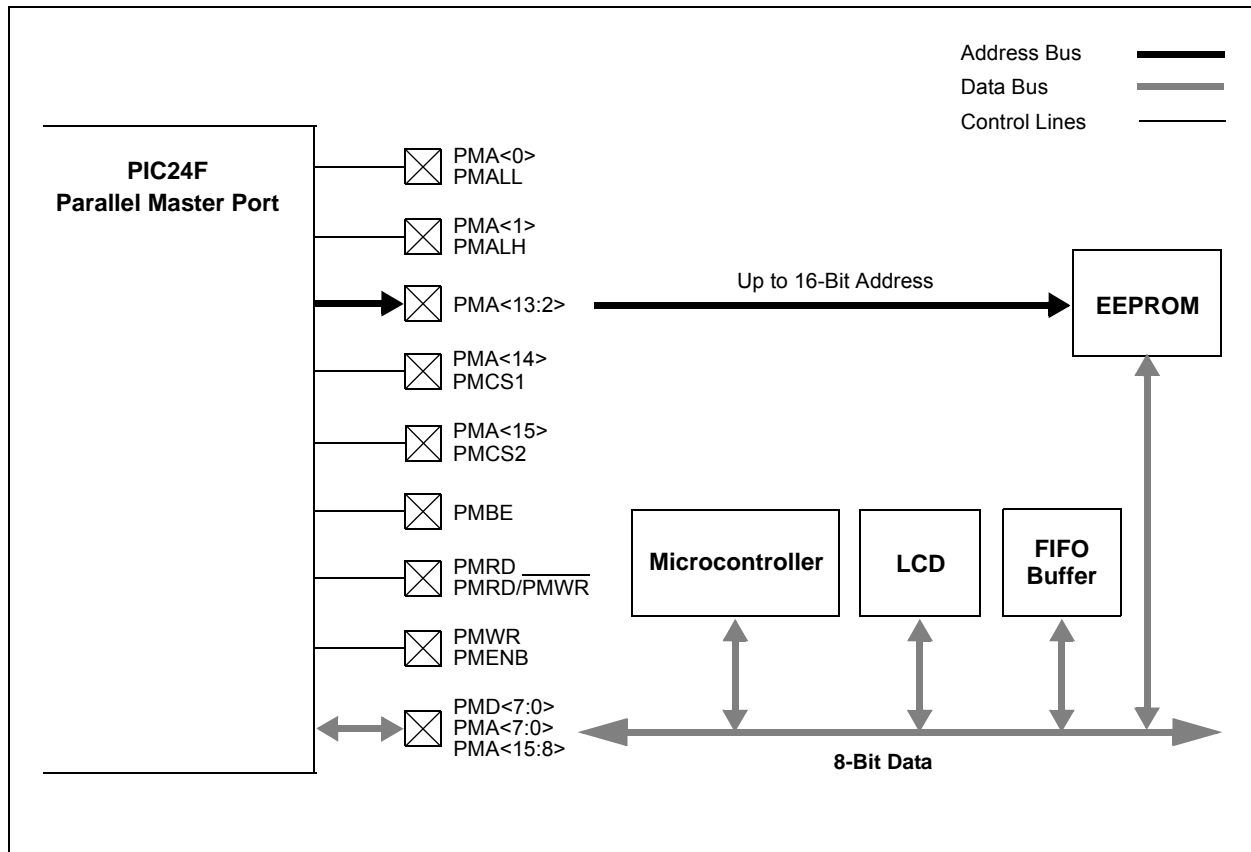 Address Bus
Data Bus
Control Lines
PIC24F
Parallel Master Port
PMA<0>
PMALL
PMA<1>
PMALH
PMA<13:2>
Up to 16-Bit Address
EEPROM
PMA<14>
PMCS1
PMA<15>
PMCS2
PMBE
Microcontroller
LCD
FIFO
Buffer
PMRD
PMRD/PMWR
PMWR
PMENB
PMD<7:0>
PMA<7:0>
PMA<15:8>
8-Bit Data